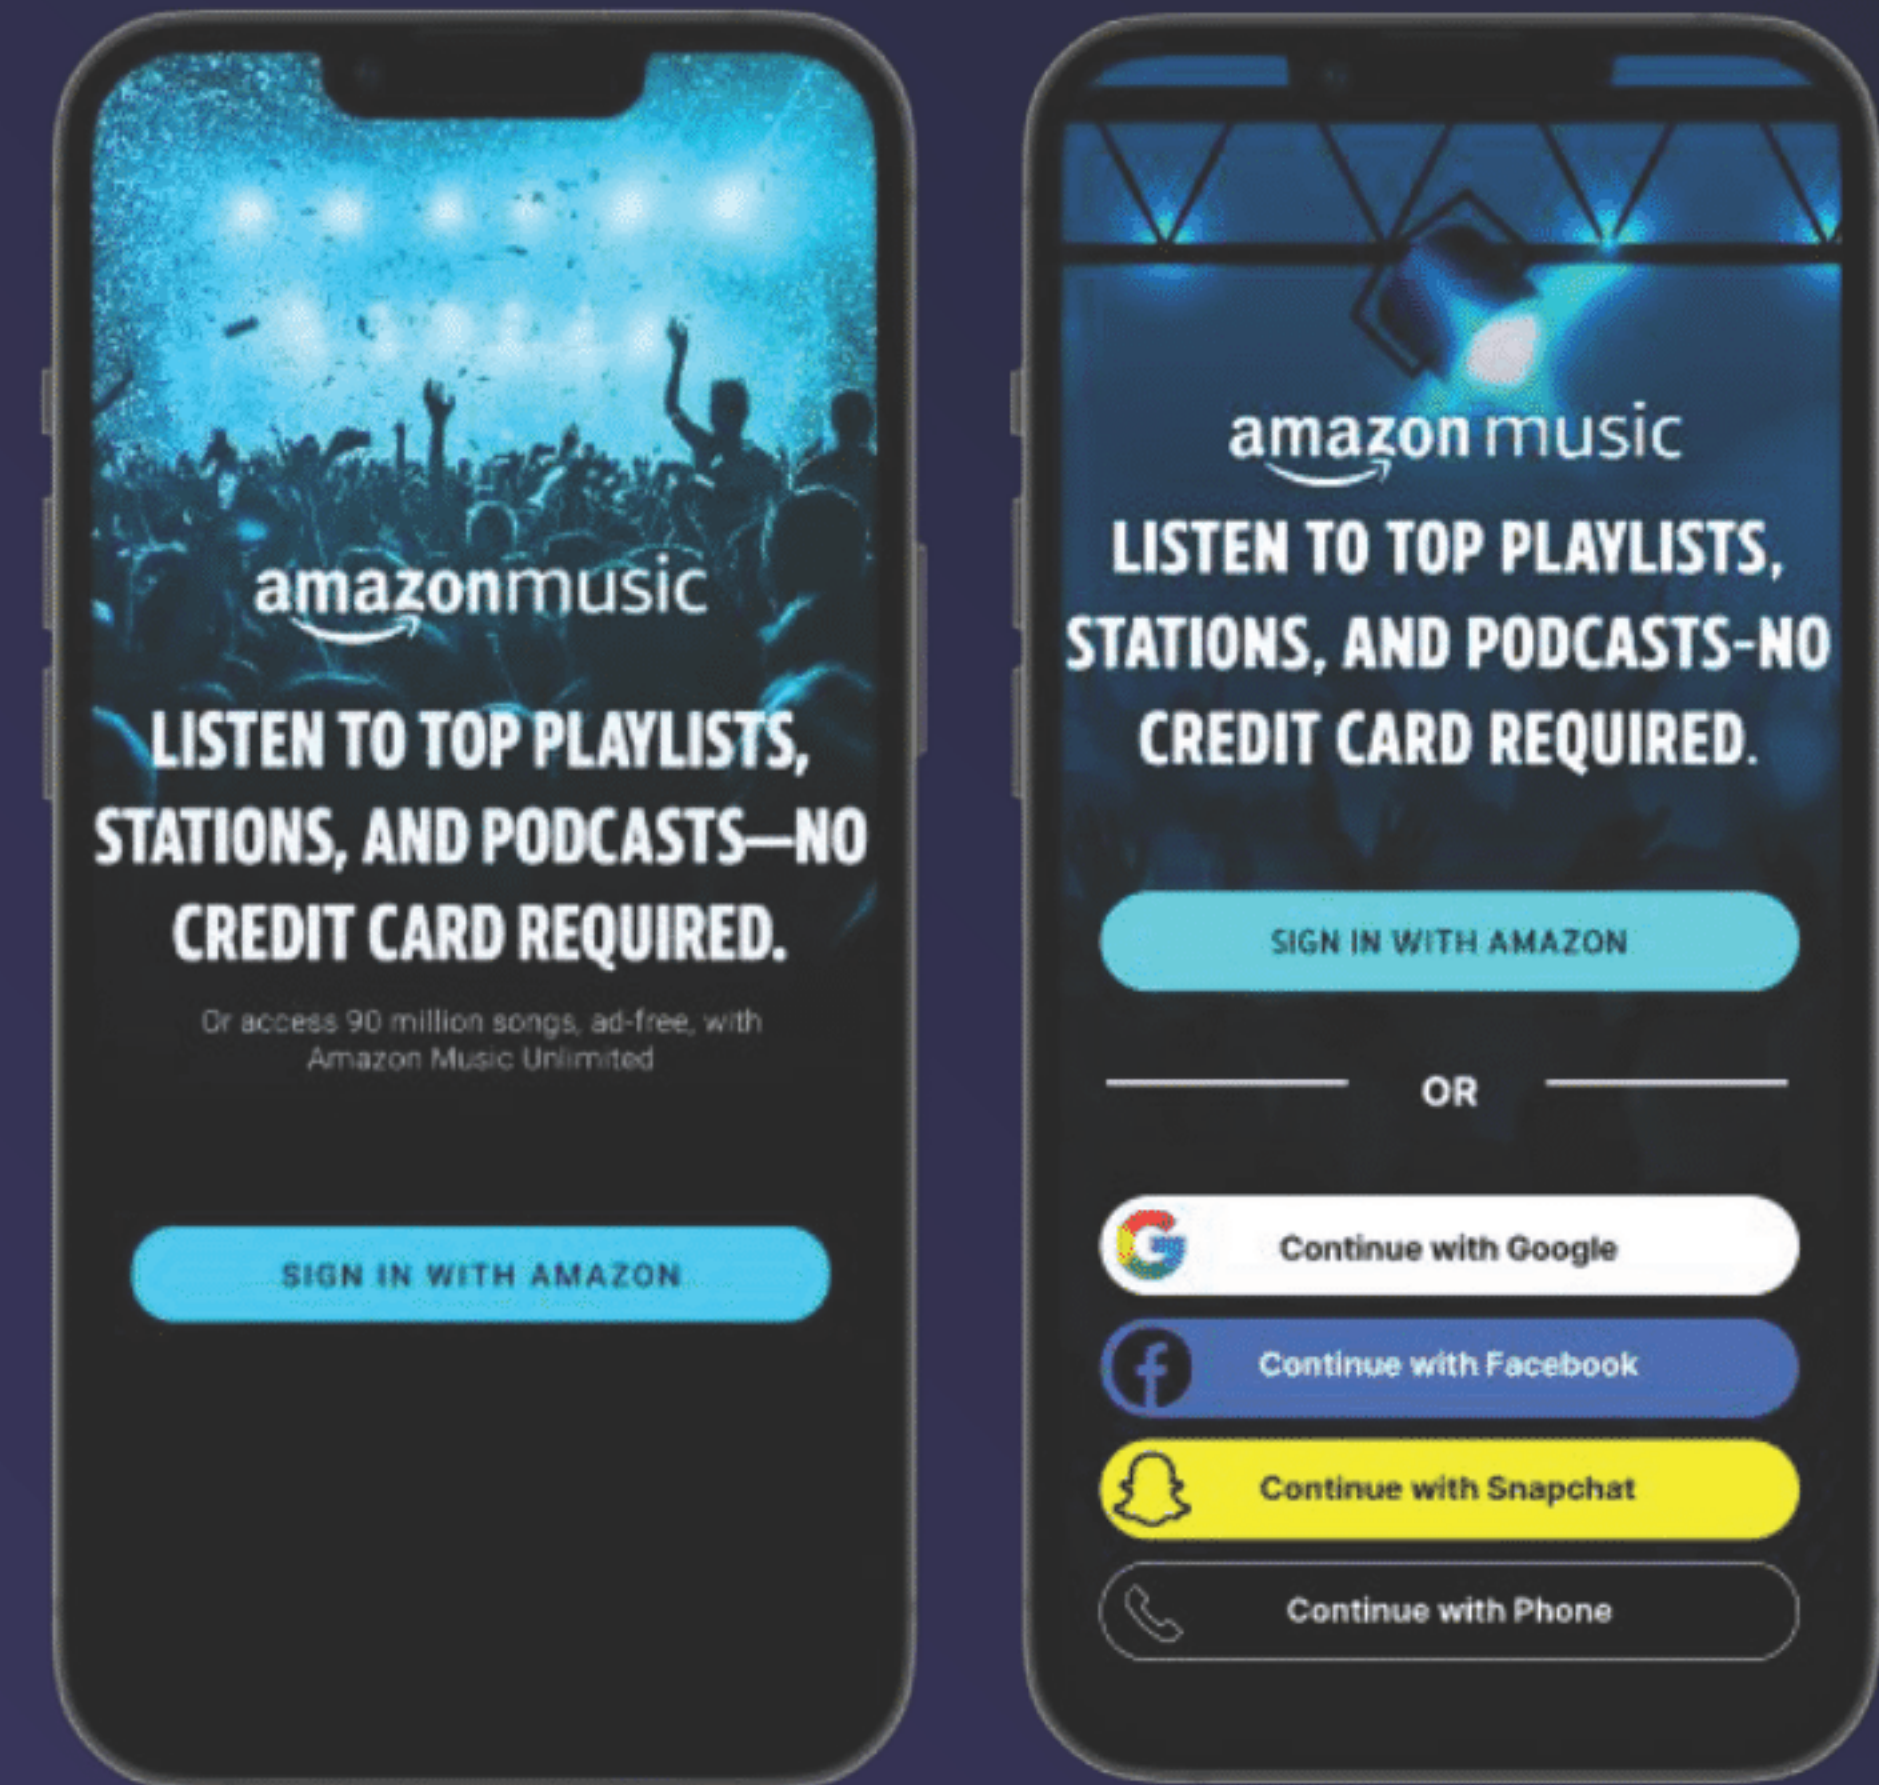 amazonmusic
LISTEN TO TOP PLAYLISTS,
STATIONS, AND PODCASTS—NO
CREDIT CARD REQUIRED.
Or access 90 million songs, ad-free, with
Amazon Music Unlimited
SIGN IN WITH AMAZON
amazon music
LISTEN TO TOP PLAYLISTS,
STATIONS, AND PODCASTS-NO
CREDIT CARD REQUIRED.
SIGN IN WITH AMAZON
OR
Continue with Google
Continue with Facebook
Continue with Snapchat
Continue with Phone